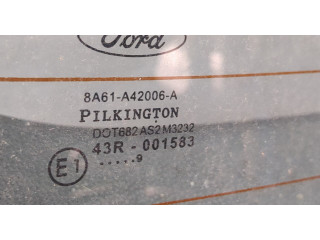 Ford
8A61-A42006-A
PILKINGTON
DOT682 AS2 M3232
43R - 001583
E1 .....9